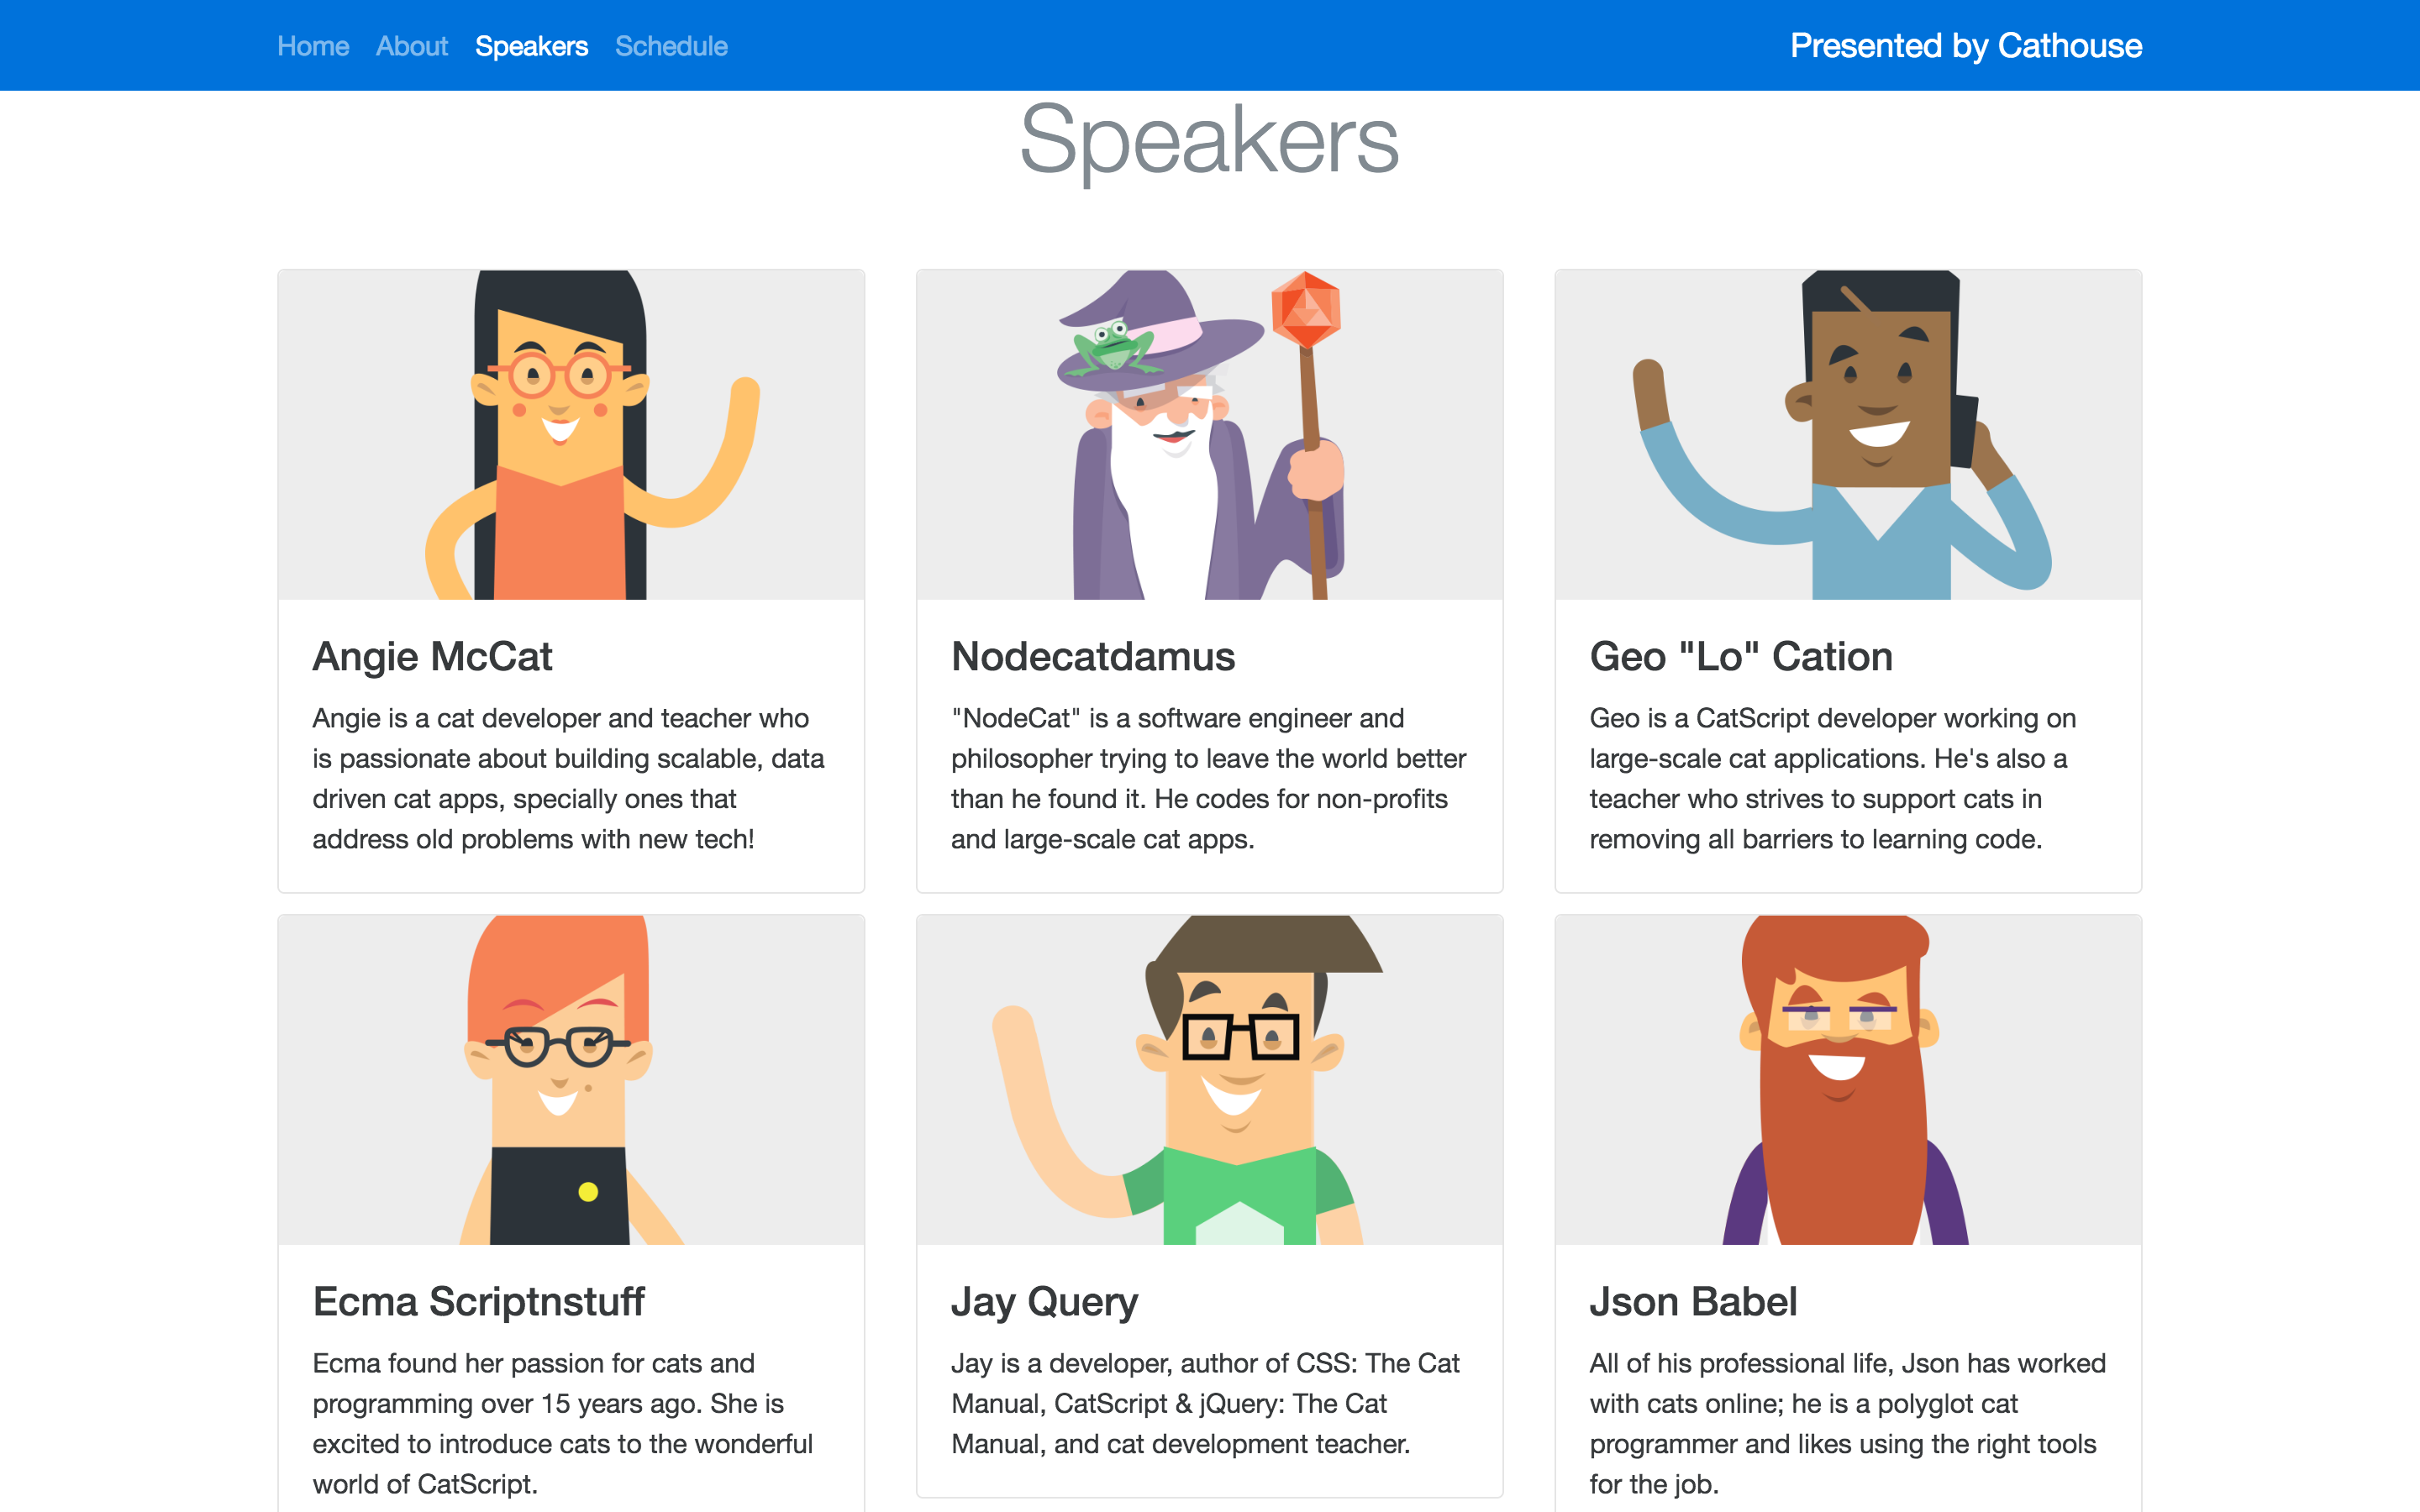 Home About Speakers Schedule Presented by Cathouse
Speakers
Angie McCat
Angie is a cat developer and teacher who
is passionate about building scalable, data
driven cat apps, specially ones that
address old problems with new tech!
Nodecatdamus
"NodeCat" is a software engineer and
philosopher trying to leave the world better
than he found it. He codes for non-profits
and large-scale cat apps.
Geo "Lo" Cation
Geo is a CatScript developer working on
large-scale cat applications. He's also a
teacher who strives to support cats in
removing all barriers to learning code.
Ecma Scriptnstuff
Ecma found her passion for cats and
programming over 15 years ago. She is
excited to introduce cats to the wonderful
world of CatScript.
Jay Query
Jay is a developer, author of CSS: The Cat
Manual, CatScript & jQuery: The Cat
Manual, and cat development teacher.
Json Babel
All of his professional life, Json has worked
with cats online; he is a polyglot cat
programmer and likes using the right tools
for the job.